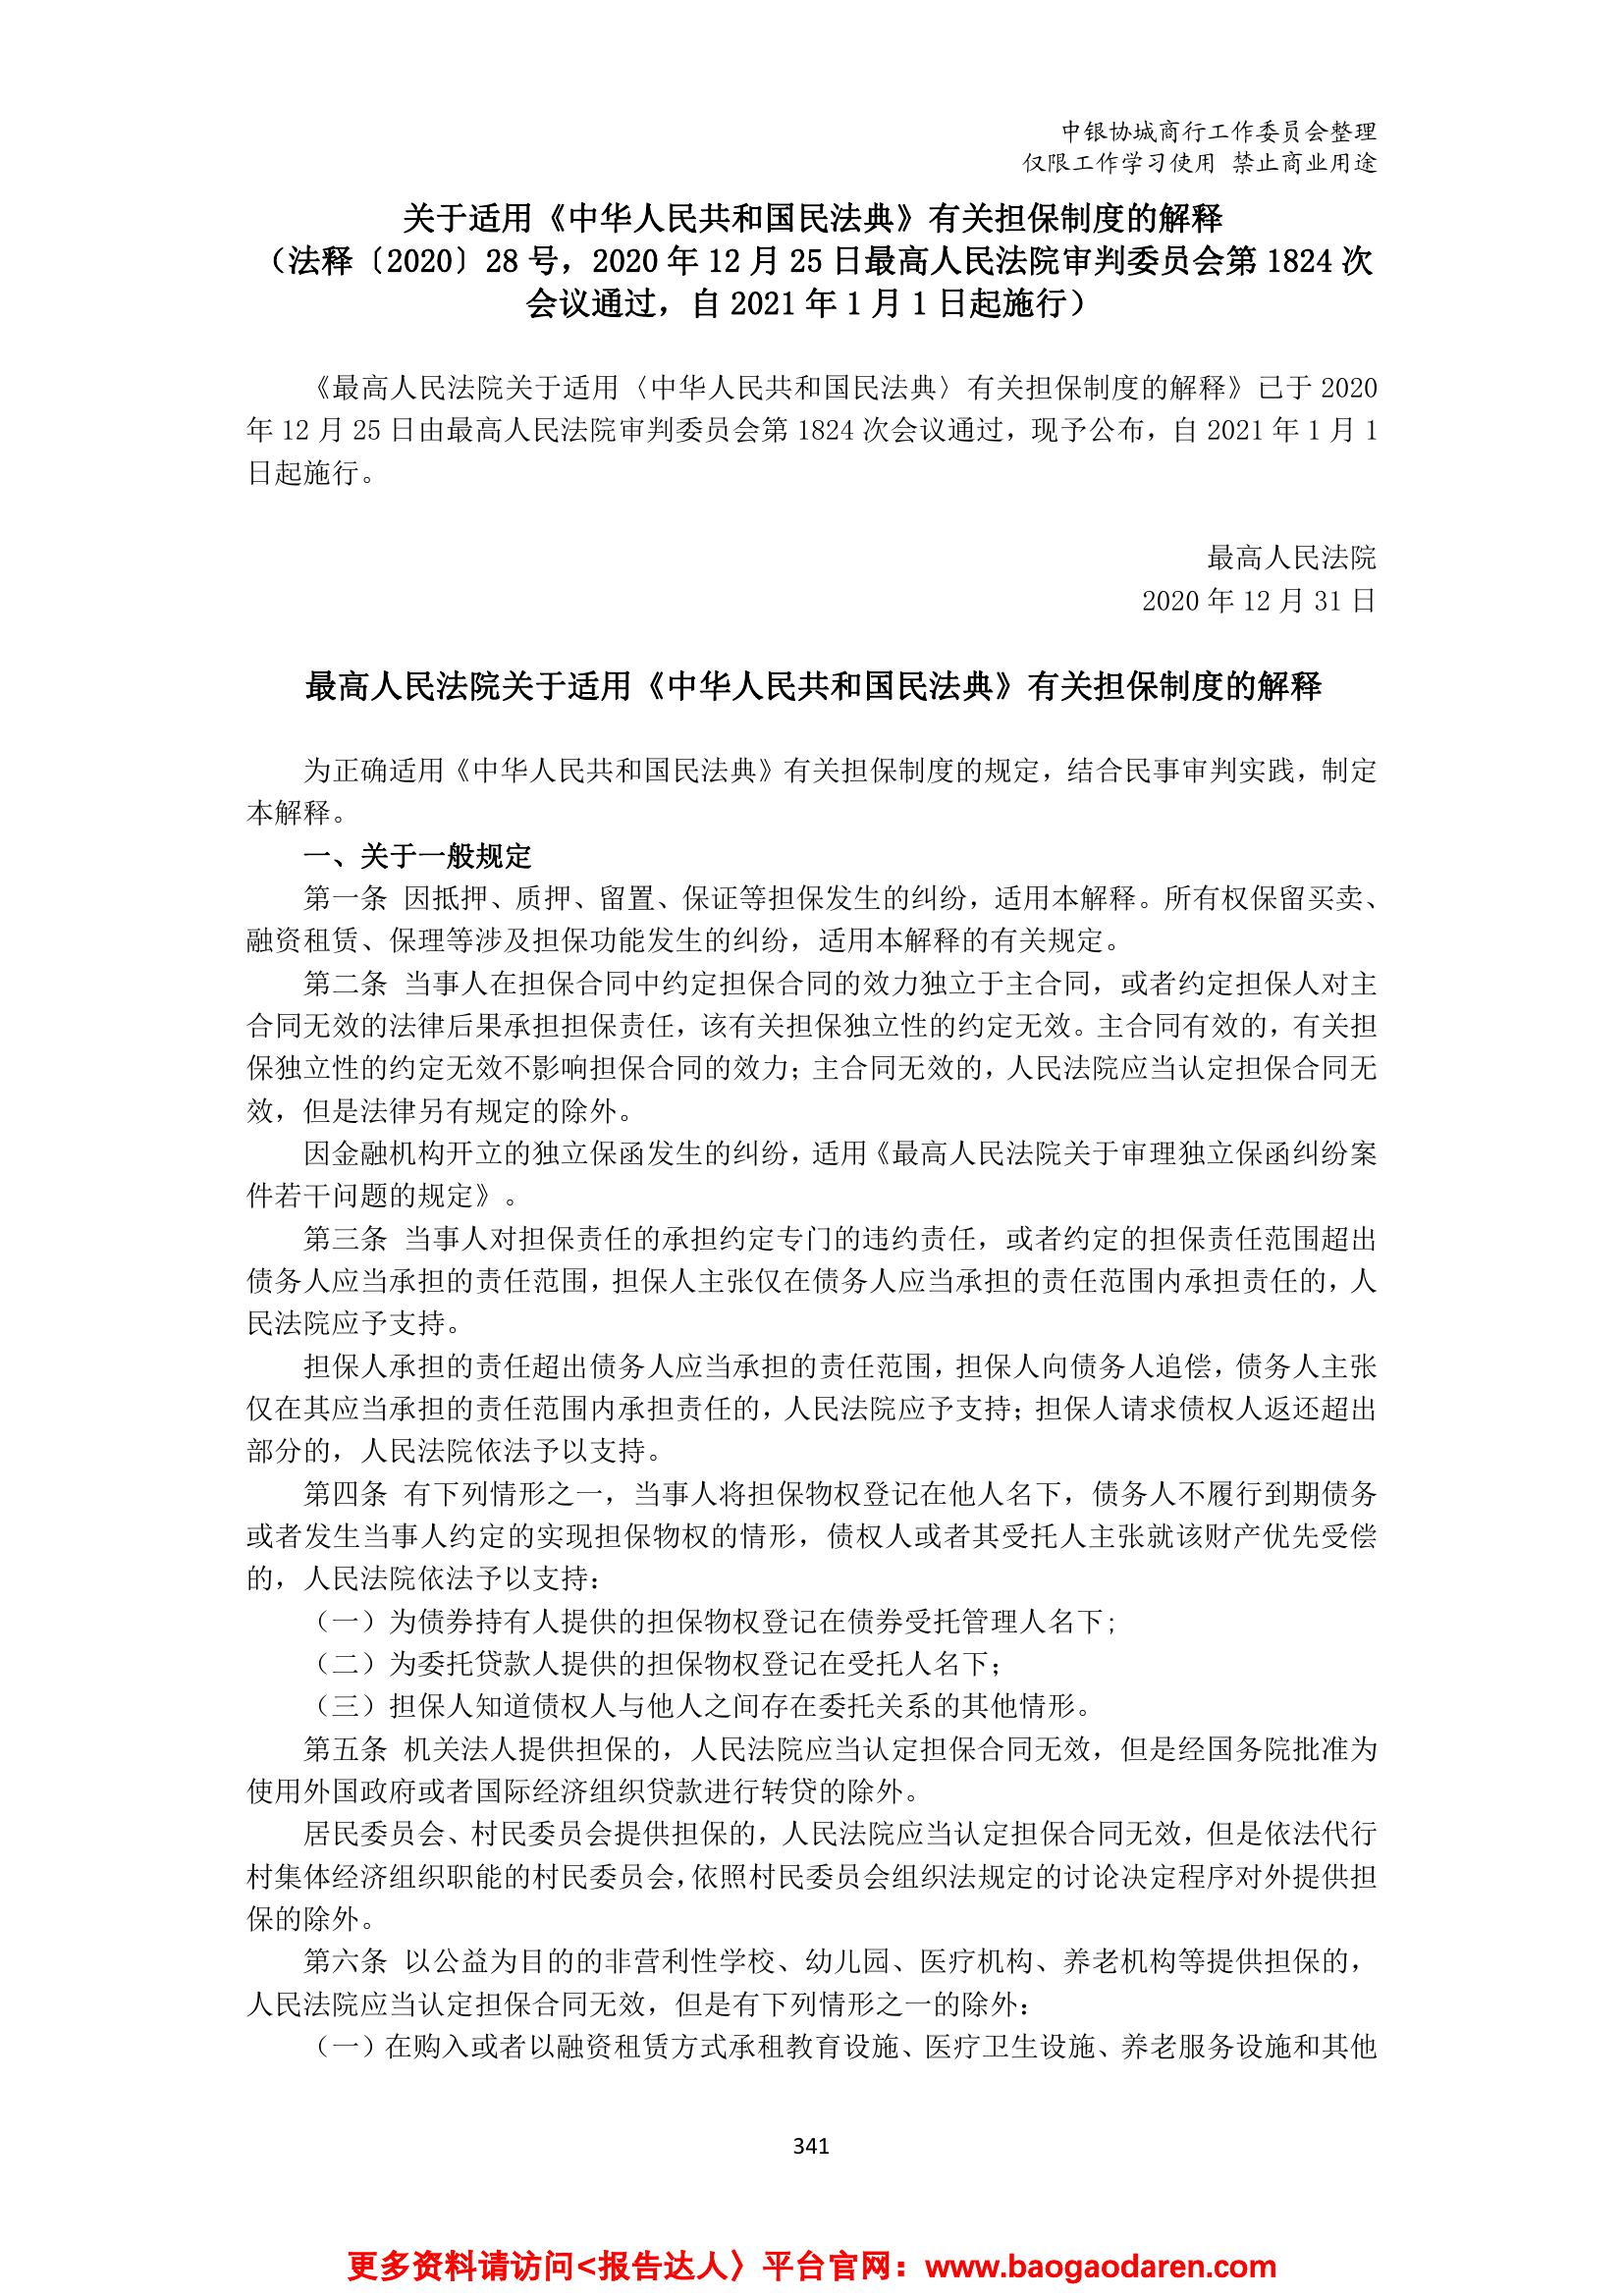 中银协城商行工作委员会整理
仅限工作学习使用 禁止商业用途
关于适用《中华人民共和国民法典》有关担保制度的解释
（法释〔2020〕28 号，2020 年 12 月 25 日最高人民法院审判委员会第 1824 次
会议通过，自 2021 年 1 月 1 日起施行）
《最高人民法院关于适用〈中华人民共和国民法典〉有关担保制度的解释》已于 2020
年 12 月 25 日由最高人民法院审判委员会第 1824 次会议通过，现予公布，自 2021 年 1 月 1
日起施行。
最高人民法院
2020 年 12 月 31 日
最高人民法院关于适用《中华人民共和国民法典》有关担保制度的解释
为正确适用《中华人民共和国民法典》有关担保制度的规定，结合民事审判实践，制定
本解释。
一、关于一般规定
第一条 因抵押、质押、留置、保证等担保发生的纠纷，适用本解释。所有权保留买卖、
融资租赁、保理等涉及担保功能发生的纠纷，适用本解释的有关规定。
第二条 当事人在担保合同中约定担保合同的效力独立于主合同，或者约定担保人对主
合同无效的法律后果承担担保责任，该有关担保独立性的约定无效。主合同有效的，有关担
保独立性的约定无效不影响担保合同的效力；主合同无效的，人民法院应当认定担保合同无
效，但是法律另有规定的除外。
因金融机构开立的独立保函发生的纠纷，适用《最高人民法院关于审理独立保函纠纷案
件若干问题的规定》。
第三条 当事人对担保责任的承担约定专门的违约责任，或者约定的担保责任范围超出
债务人应当承担的责任范围，担保人主张仅在债务人应当承担的责任范围内承担责任的，人
民法院应予支持。
担保人承担的责任超出债务人应当承担的责任范围，担保人向债务人追偿，债务人主张
仅在其应当承担的责任范围内承担责任的，人民法院应予支持；担保人请求债权人返还超出
部分的，人民法院依法予以支持。
第四条 有下列情形之一，当事人将担保物权登记在他人名下，债务人不履行到期债务
或者发生当事人约定的实现担保物权的情形，债权人或者其受托人主张就该财产优先受偿
的，人民法院依法予以支持：
（一）为债券持有人提供的担保物权登记在债券受托管理人名下；
（二）为委托贷款人提供的担保物权登记在受托人名下；
（三）担保人知道债权人与他人之间存在委托关系的其他情形。
第五条 机关法人提供担保的，人民法院应当认定担保合同无效，但是经国务院批准为
使用外国政府或者国际经济组织贷款进行转贷的除外。
居民委员会、村民委员会提供担保的，人民法院应当认定担保合同无效，但是依法代行
村集体经济组织职能的村民委员会，依照村民委员会组织法规定的讨论决定程序对外提供担
保的除外。
第六条 以公益为目的的非营利性学校、幼儿园、医疗机构、养老机构等提供担保的，
人民法院应当认定担保合同无效，但是有下列情形之一的除外：
（一）在购入或者以融资租赁方式承租教育设施、医疗卫生设施、养老服务设施和其他
341
更多资料请访问<报告达人〉平台官网：www.baogaodaren.com